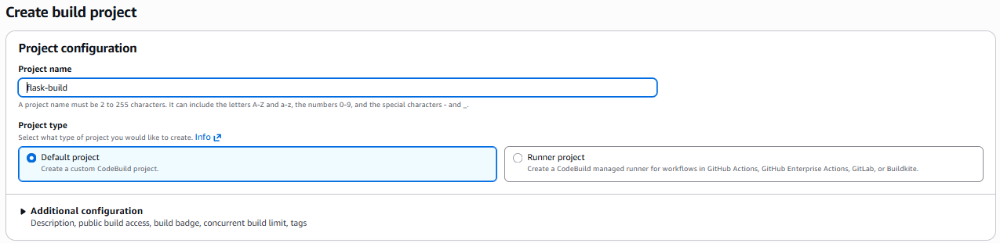 Create build project
Project configuration
Project name
flask-build
A project name must be 2 to 255 characters. It can include the letters A-Z and a-z, the numbers 0-9, and the special characters - and _.
Project type
Select what type of project you would like to create. Info
Default project
Create a custom CodeBuild project.
Runner project
Create a CodeBuild managed runner for workflows in GitHub Actions, GitHub Enterprise Actions, GitLab, or Buildkite.
Additional configuration
Description, public build access, build badge, concurrent build limit, tags